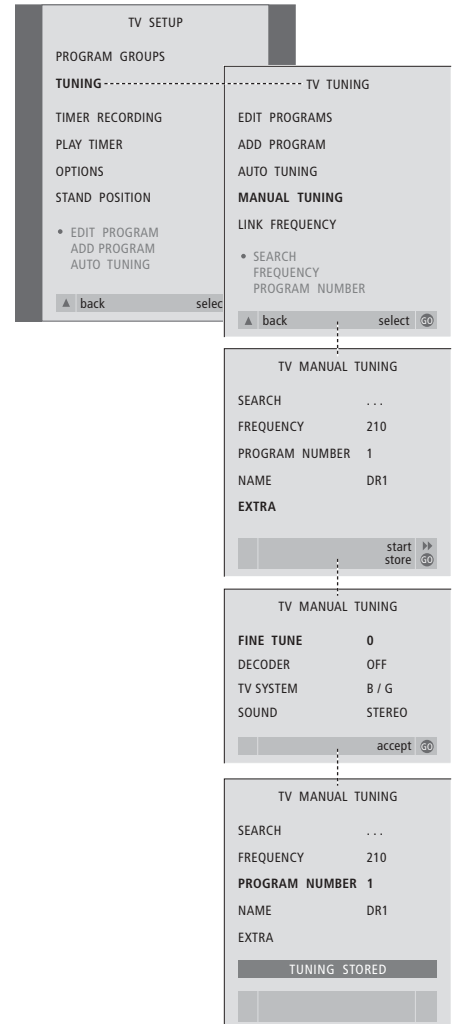 TV SETUP
PROGRAM GROUPS
TUNING
TIMER RECORDING
PLAY TIMER
OPTIONS
STAND POSITION
• EDIT PROGRAM
ADD PROGRAM
AUTO TUNING
▲ back selec
TV TUNING
EDIT PROGRAMS
ADD PROGRAM
AUTO TUNING
MANUAL TUNING
LINK FREQUENCY
• SEARCH
FREQUENCY
PROGRAM NUMBER
▲ back select GO
TV MANUAL TUNING
SEARCH . . .
FREQUENCY 210
PROGRAM NUMBER 1
NAME DR1
EXTRA
start
store GO
TV MANUAL TUNING
FINE TUNE 0
DECODER OFF
TV SYSTEM B / G
SOUND STEREO
accept GO
TV MANUAL TUNING
SEARCH . . .
FREQUENCY 210
PROGRAM NUMBER 1
NAME DR1
EXTRA
TUNING STORED